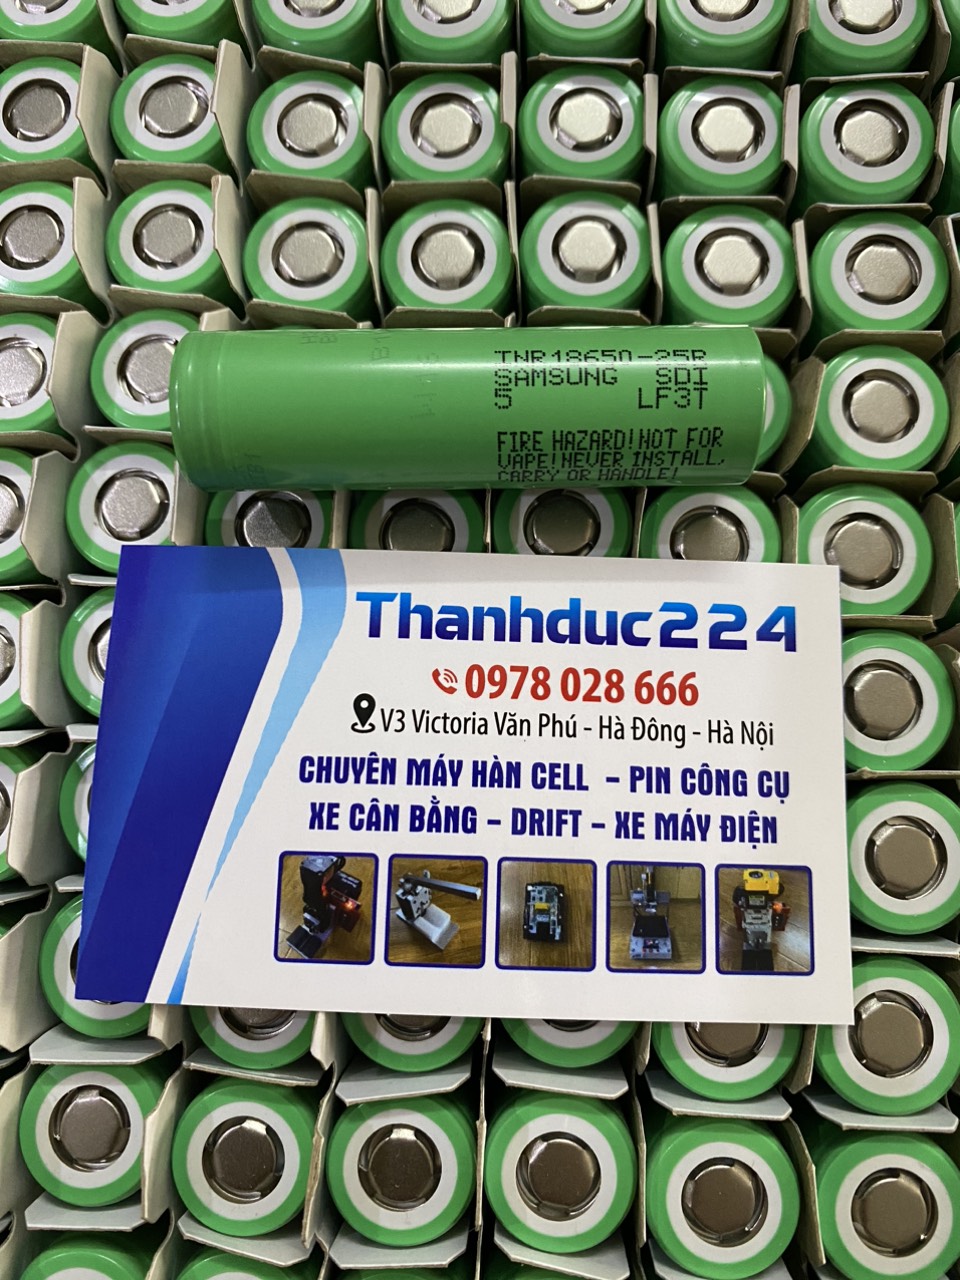 INR18650-25R
SAMSUNG SDI
5 LF3T
FIRE HAZARD!NOT FOR
VAPE!NEVER INSTALL,
CARRY OR HANDLE!
Thanhduc224
0978 028 666
V3 Victoria Văn Phú - Hà Đông - Hà Nội
CHUYÊN MÁY HÀN CELL – PIN CÔNG CỤ
XE CÂN BẰNG – DRIFT – XE MÁY ĐIỆN